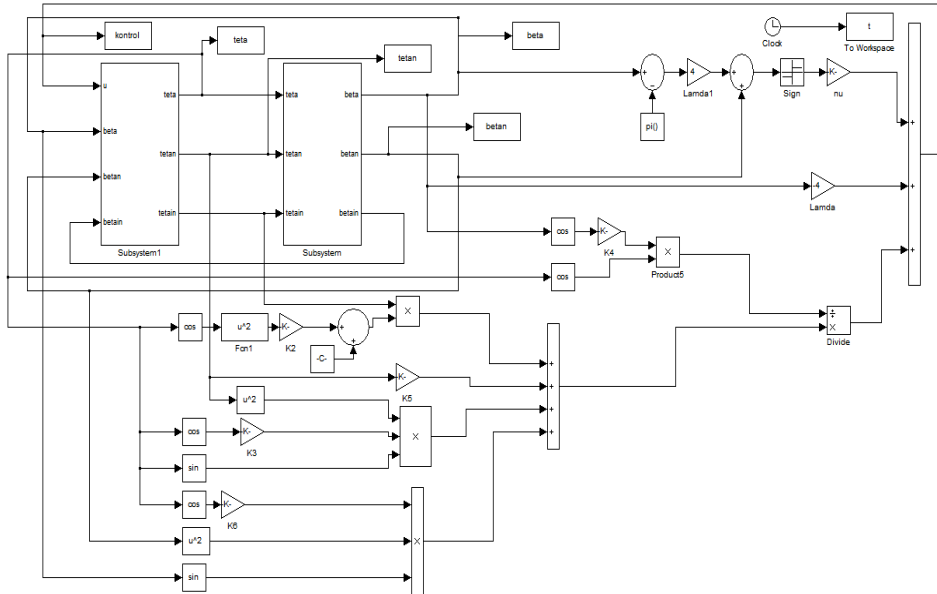 kontrol
teta
tetan
beta
betan
Clock
t
To Workspace
u
beta
betan
betain
teta
tetan
tetain
Subsystem1
teta
tetan
tetain
beta
betan
betain
Subsystem
+
−
pi()
4
Lamda1
+
+
Sign
K-
nu
-4
Lamda
+
+
+
cos
K-
K4
cos
X
Product5
÷
X
Divide
cos
u^2
Fcn1
K-
K2
+
+
-C-
X
K-
K5
u^2
cos
K-
K3
sin
X
+
+
+
+
cos
K-
K6
u^2
sin
X